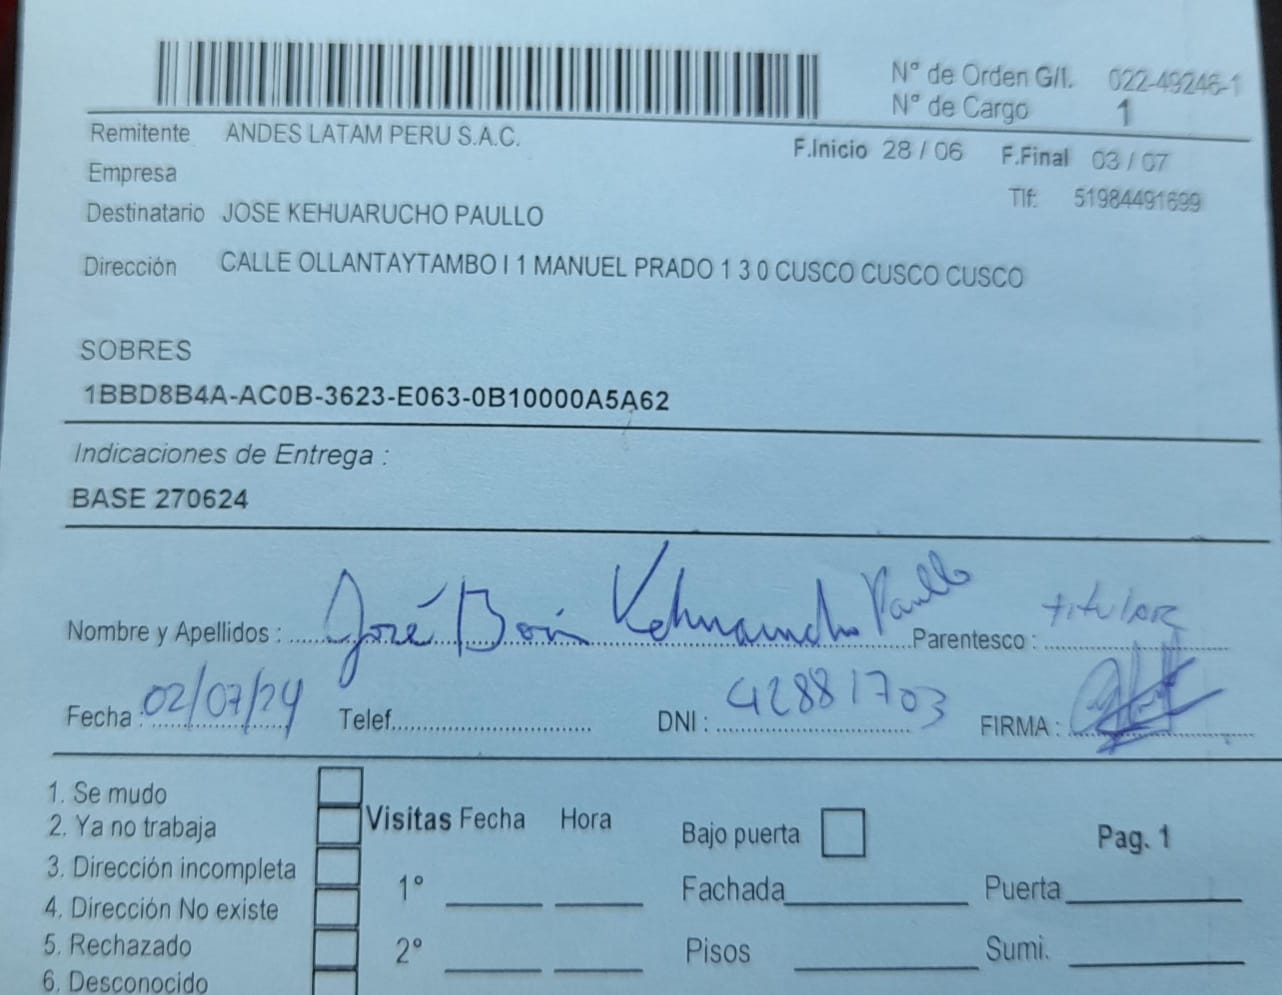 N° de Orden G/I. 022-49246-1
N° de Cargo 1
Remitente ANDES LATAM PERU S.A.C.
F.Inicio 28 / 06 F.Final 03 / 07
Empresa
Tlf: 51984491699
Destinatario JOSE KEHUARUCHO PAULLO
Dirección CALLE OLLANTAYTAMBO I 1 MANUEL PRADO 1 3 0 CUSCO CUSCO CUSCO
SOBRES
1BBD8B4A-AC0B-3623-E063-0B10000A5A62
Indicaciones de Entrega :
BASE 270624
Nombre y Apellidos : José Kehuarucho Paullo Parentesco : titular
Fecha : 02/07/24 Telef. DNI : 42881703 FIRMA :
1. Se mudo
2. Ya no trabaja
3. Dirección incompleta
4. Dirección No existe
5. Rechazado
6. Desconocido
Visitas Fecha Hora
1°
2°
Bajo puerta
Pag. 1
Fachada Puerta
Pisos Sumi.